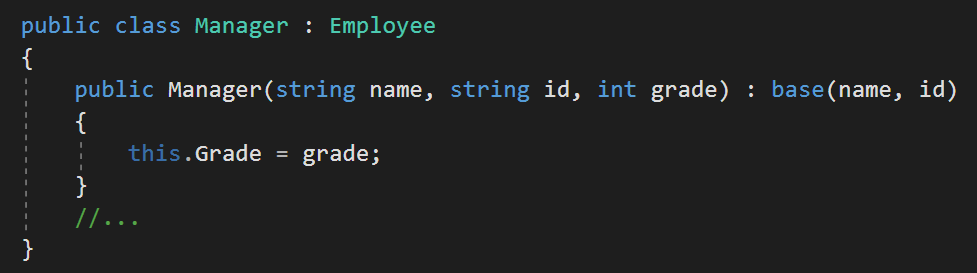 public class Manager : Employee
{
public Manager(string name, string id, int grade) : base(name, id)
{
this.Grade = grade;
}
//...
}